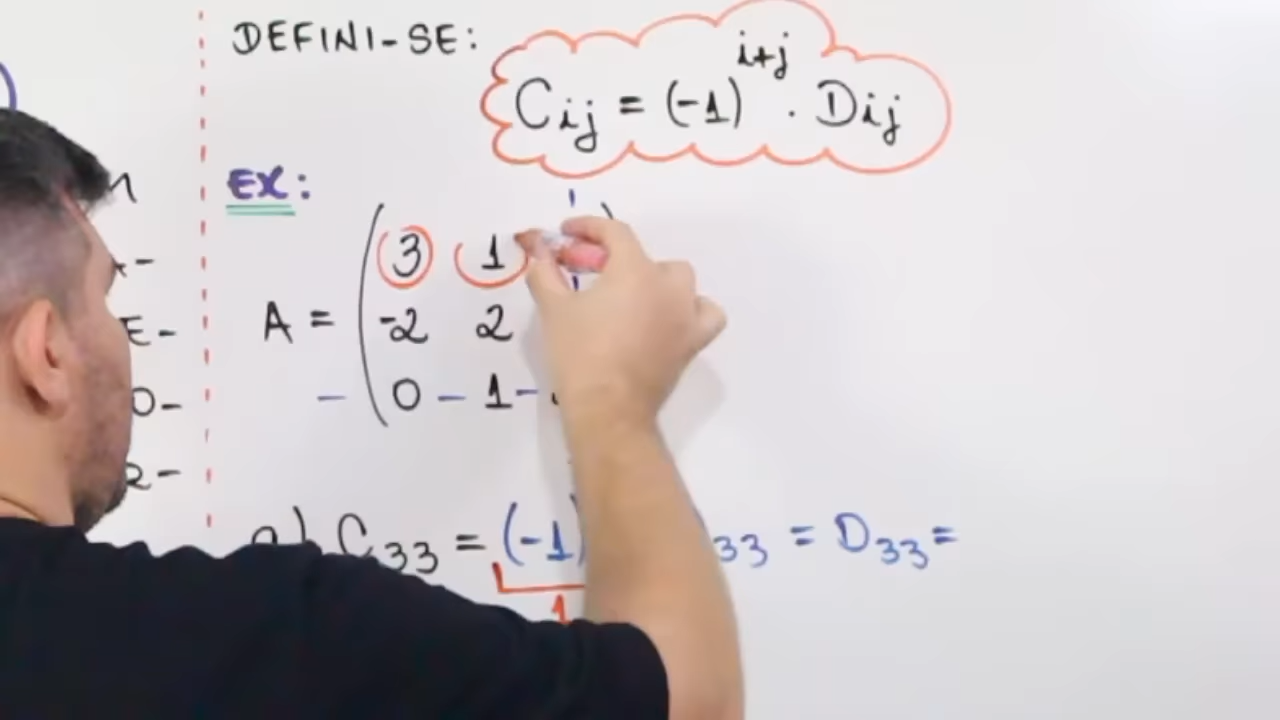 DEFINI-SE:
Cij = (-1)^i+j . Dij
EX:
3 1
A = -2 2
0 1
a) C33 = (-1) 33 = D33 =
1
E-
O-
R-